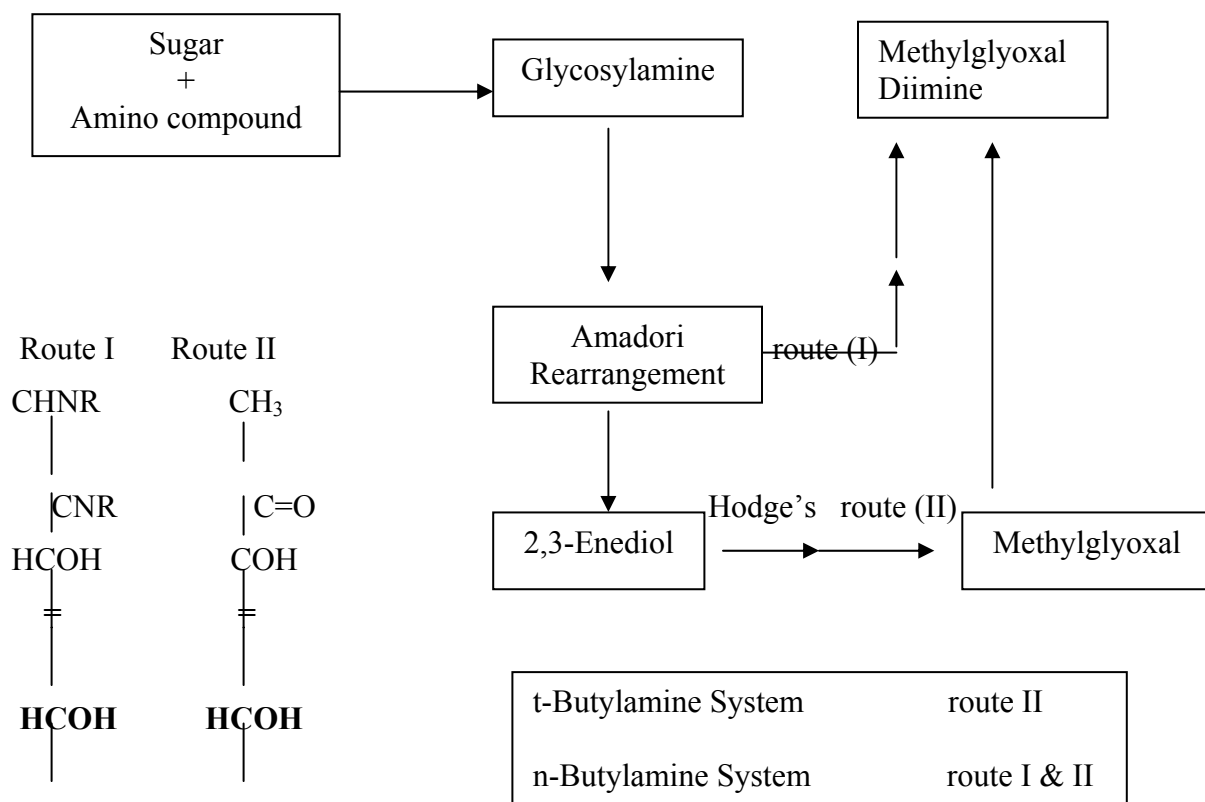 Sugar
+
Amino compound
Glycosylamine
Methylglyoxal
Diimine
Amadori
Rearrangement
route (I)
2,3-Enediol
Hodge’s route (II)
Methylglyoxal
Route I Route II
CHNR CH₃
CNR C=O
HCOH COH
HCOH HCOH
t-Butylamine System route II
n-Butylamine System route I & II